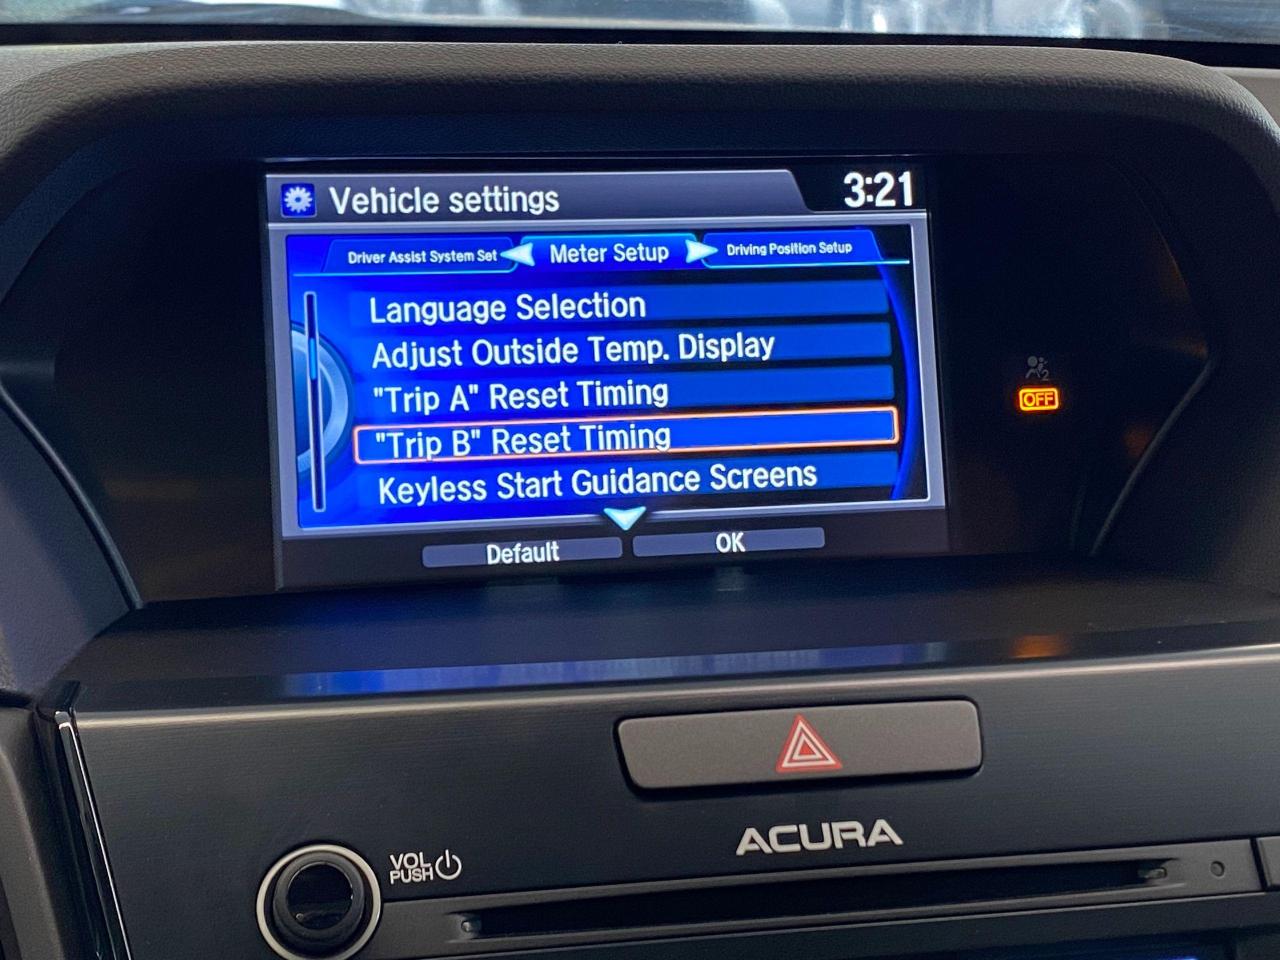 Vehicle settings
3:21
Driver Assist System Set
Meter Setup
Driving Position Setup
Language Selection
Adjust Outside Temp. Display
"Trip A" Reset Timing
"Trip B" Reset Timing
Keyless Start Guidance Screens
Default
OK
2
OFF
ACURA
VOL
PUSH